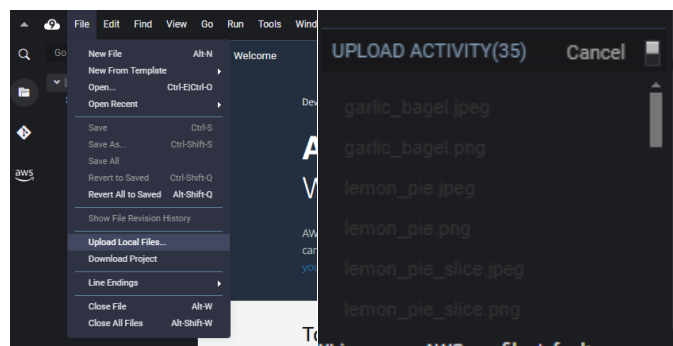 File Edit Find View Go Run Tools Wind
Go
New File Alt-N
Welcome
New From Template
Open... Ctrl-E|Ctrl-O
Open Recent
Dev
Save Ctrl-S
Save As... Ctrl-Shift-S
Save All
Revert to Saved Ctrl-Shift-Q
Revert All to Saved Alt-Shift-Q
Show File Revision History
Upload Local Files...
Download Project
Line Endings
Close File Alt-W
Close All Files Alt-Shift-W
aws
A
W
AW
can
you
To
UPLOAD ACTIVITY(35) Cancel
garlic_bagel.jpeg
garlic_bagel.png
lemon_pie.jpeg
lemon_pie.png
lemon_pie_slice.jpeg
lemon_pie_slice.png